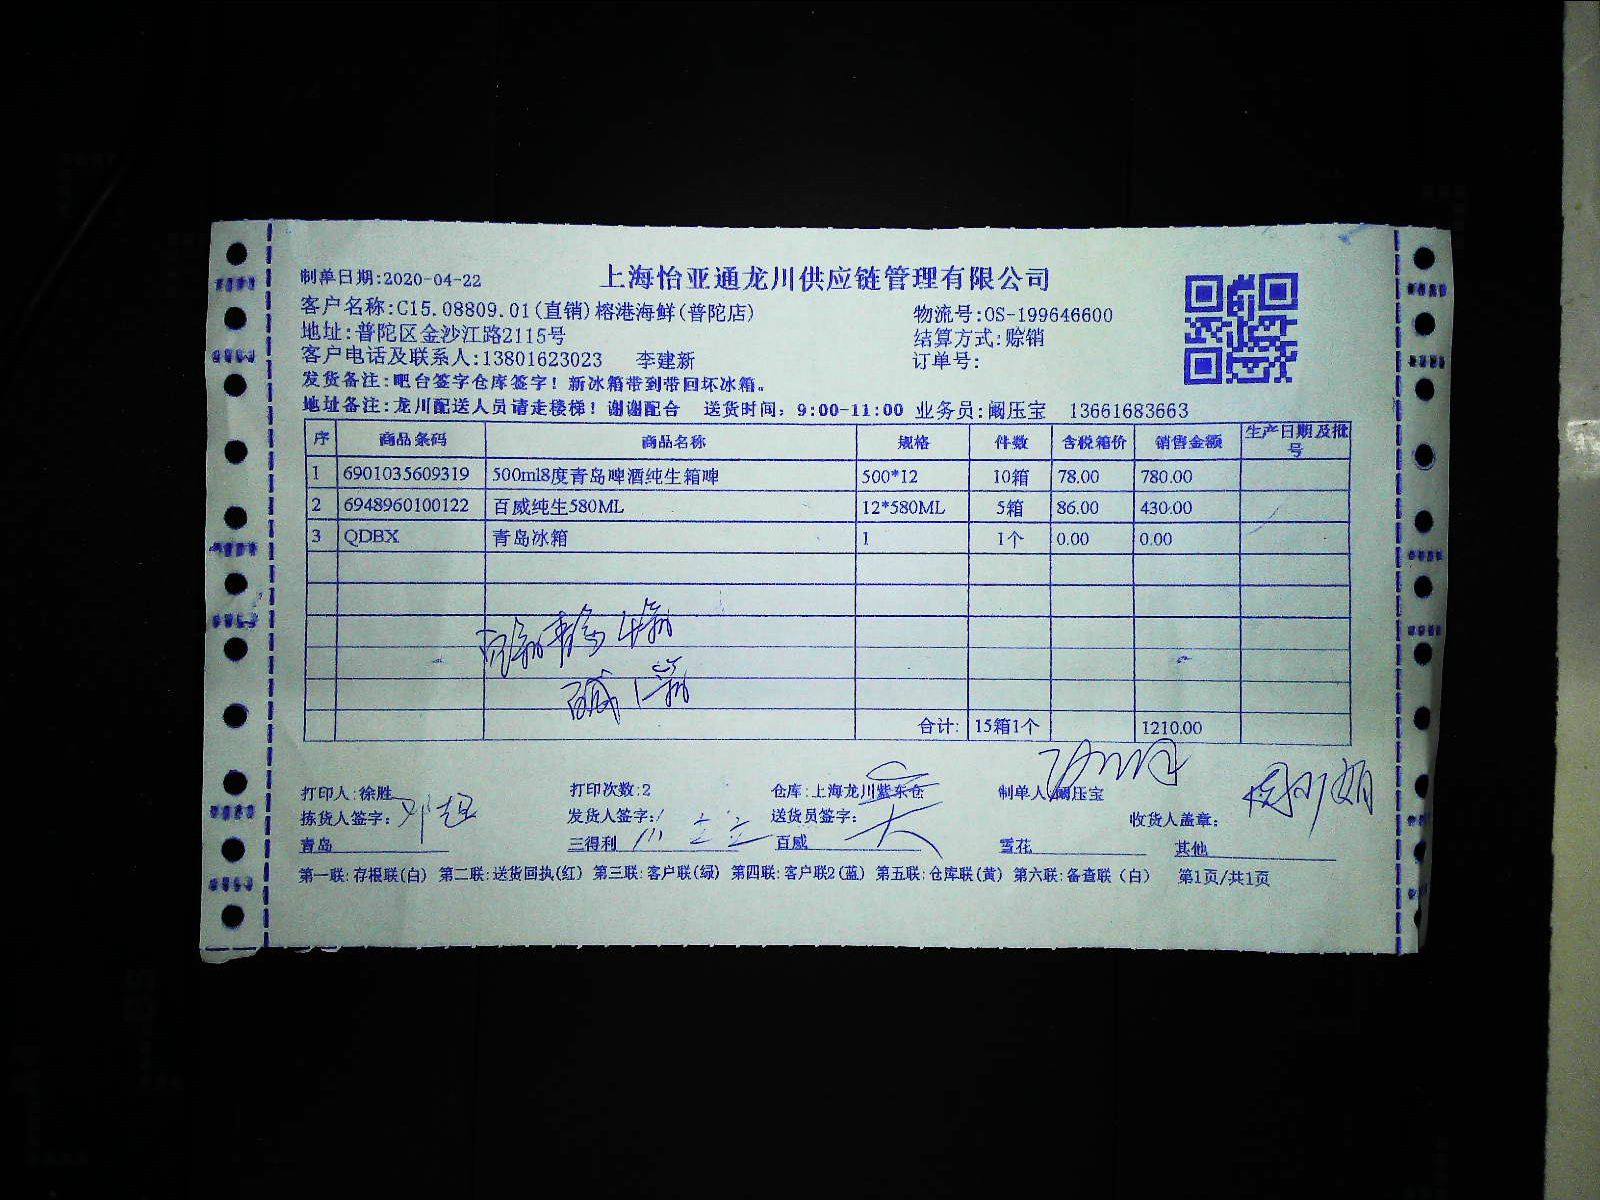 制单日期:2020-04-22 上海怡亚通龙川供应链管理有限公司
客户名称:C15.08809.01(直销)榕港海鲜(普陀店) 物流号:OS-199646600
地址:普陀区金沙江路2115号 结算方式:赊销
客户电话及联系人:13801623023 李建新 订单号:
发货备注:吧台签字仓库签字！新冰箱带到带回坏冰箱。
地址备注:龙川配送人员请走楼梯！谢谢配合 送货时间：9:00-11:00 业务员:阚压宝 13661683663
序 商品条码 商品名称 规格 件数 含税箱价 销售金额 生产日期及批号
1 6901035609319 500ml8度青岛啤酒纯生箱啤 500*12 10箱 78.00 780.00
2 6948960100122 百威纯生580ML 12*580ML 5箱 86.00 430.00
3 QDBX 青岛冰箱 1 1个 0.00 0.00
青岛
合计: 15箱1个 1210.00
打印人:徐胜 打印次数:2 仓库:上海龙川紫东仓 制单人:阚压宝
拣货人签字: 发货人签字: 送货员签字: 收货人盖章:
青岛 三得利 百威 雪花 其他
第一联:存根联(白) 第二联:送货回执(红) 第三联:客户联(绿) 第四联:客户联2(蓝) 第五联:仓库联(黄) 第六联:备查联（白） 第1页/共1页